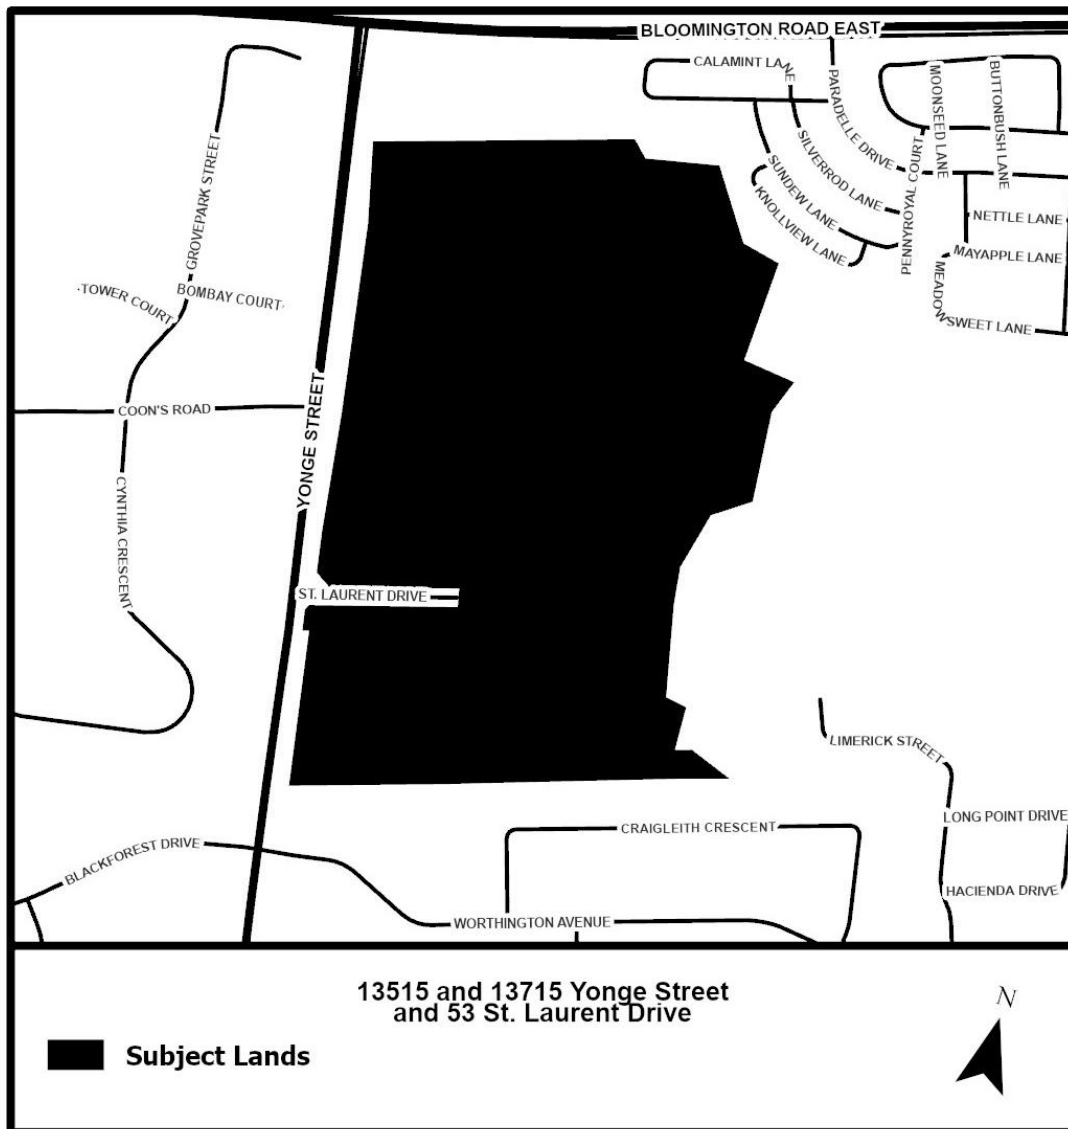 BLOOMINGTON ROAD EAST
CALAMINT LANE
PARADELLE DRIVE
MOONSEED LANE
BUTTONBUSH LANE
GROVEPARK STREET
SILVERROD LANE
SUNDEW LANE
KNOLLVIEW LANE
PENNYROYAL COURT
NETTLE LANE
MAYAPPLE LANE
MEADOWSWEET LANE
TOWER COURT
BOMBAY COURT
COON'S ROAD
YONGE STREET
CYNTHIA CRESCENT
ST. LAURENT DRIVE
LIMERICK STREET
LONG POINT DRIVE
CRAIGLEITH CRESCENT
BLACKFOREST DRIVE
HACIENDA DRIVE
WORTHINGTON AVENUE
13515 and 13715 Yonge Street
and 53 St. Laurent Drive
N
Subject Lands